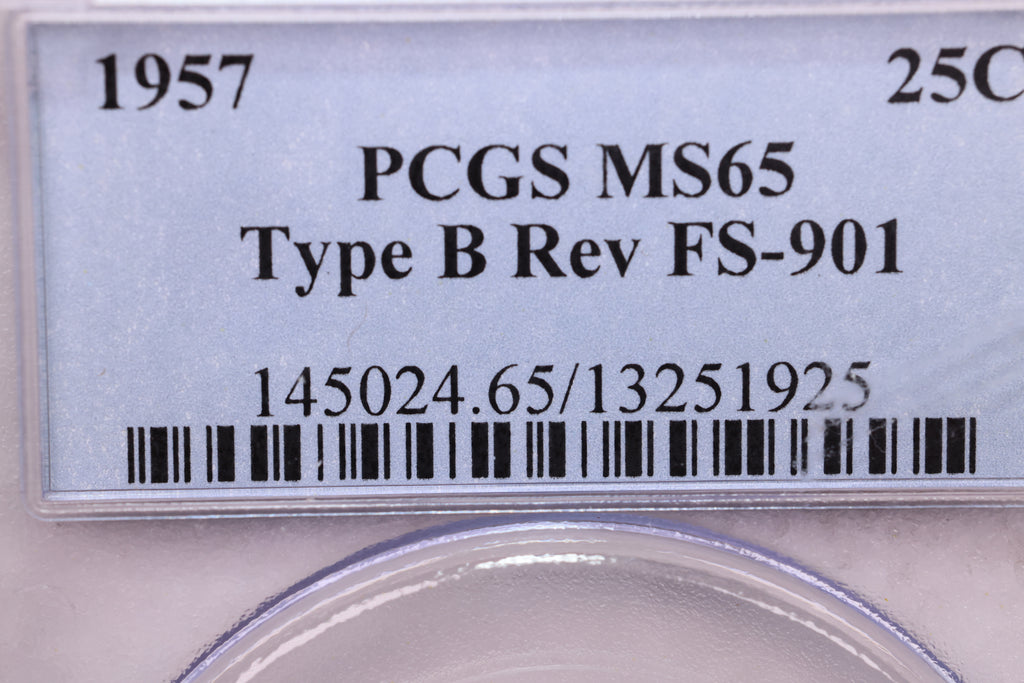 1957 25C
PCGS MS65
Type B Rev FS-901
145024.65/13251925